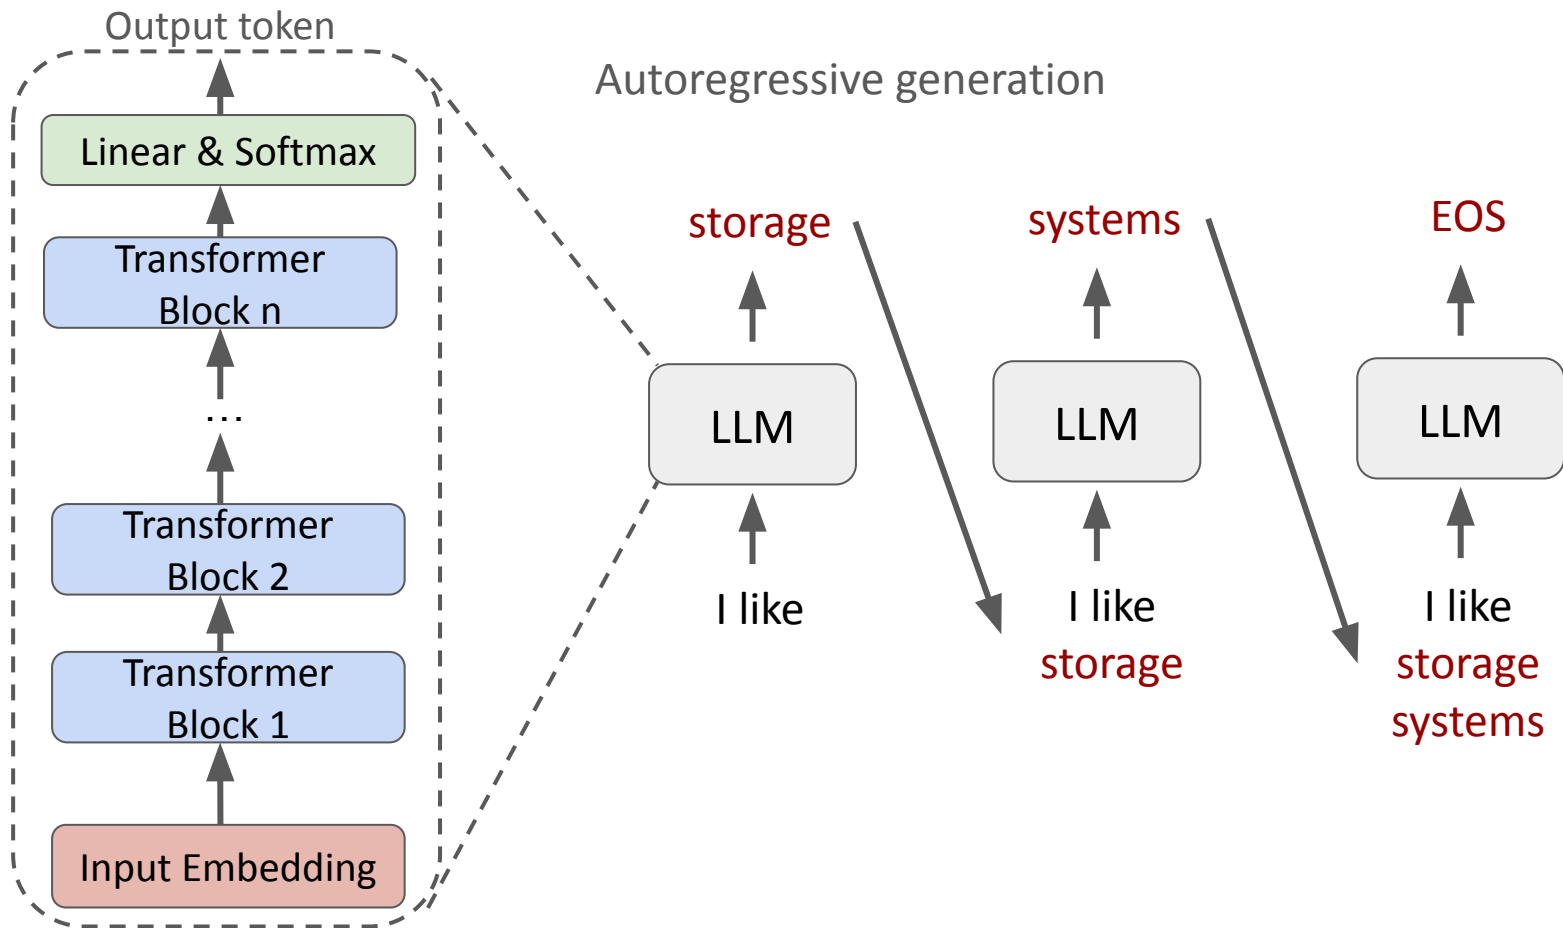 Output token
Linear & Softmax
Transformer
Block n
...
Transformer
Block 2
Transformer
Block 1
Input Embedding
Autoregressive generation
storage
LLM
I like
systems
LLM
I like
storage
EOS
LLM
I like
storage
systems